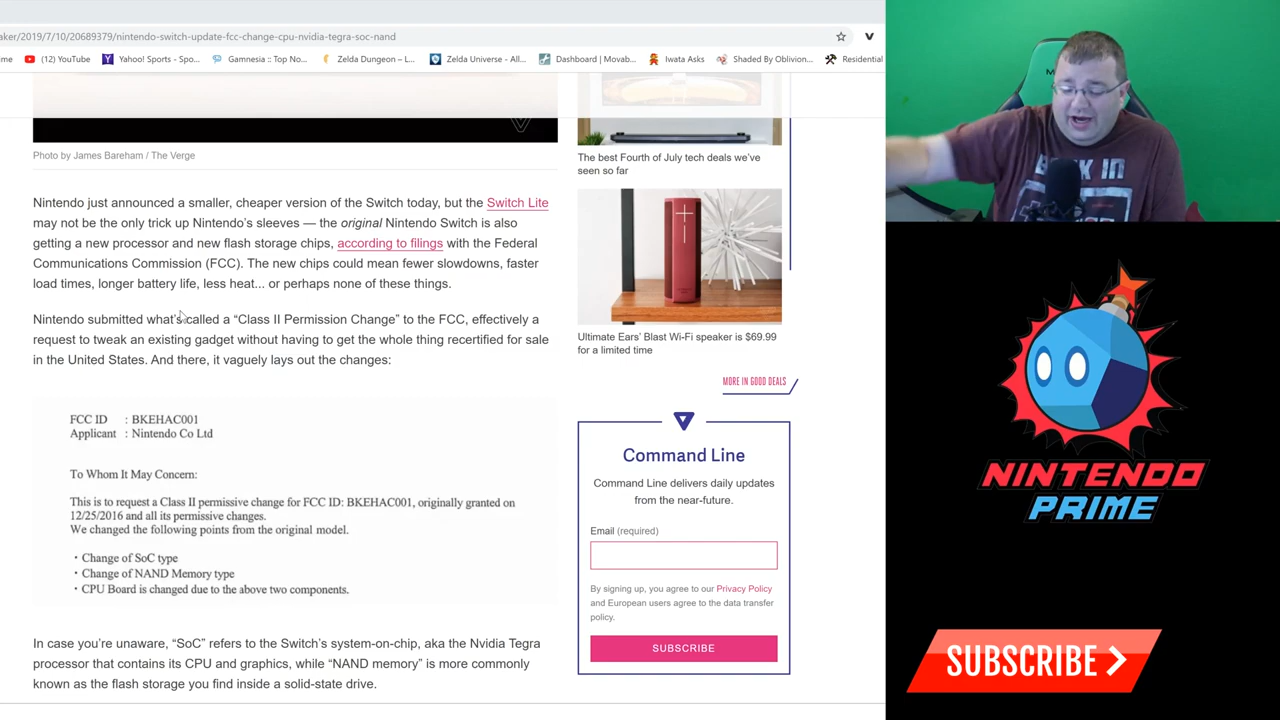 aker/2019/7/10/20689379/nintendo-switch-update-fcc-change-cpu-nvidia-tegra-soc-nand
me
(12) YouTube
Yahoo! Sports - Spo...
Gamnesia :: Top No...
Zelda Dungeon – L...
Zelda Universe - All...
Dashboard | Movab...
Iwata Asks
Shaded By Oblivion...
Residential
Photo by James Bareham / The Verge
Nintendo just announced a smaller, cheaper version of the Switch today, but the Switch Lite
may not be the only trick up Nintendo's sleeves — the original Nintendo Switch is also
getting a new processor and new flash storage chips, according to filings with the Federal
Communications Commission (FCC). The new chips could mean fewer slowdowns, faster
load times, longer battery life, less heat... or perhaps none of these things.
Nintendo submitted what's called a “Class II Permission Change” to the FCC, effectively a
request to tweak an existing gadget without having to get the whole thing recertified for sale
in the United States. And there, it vaguely lays out the changes:
FCC ID : BKEHAC001
Applicant : Nintendo Co Ltd
To Whom It May Concern:
This is to request a Class II permissive change for FCC ID: BKEHAC001, originally granted on
12/25/2016 and all its permissive changes.
We changed the following points from the original model.
・Change of SoC type
・Change of NAND Memory type
・CPU Board is changed due to the above two components.
In case you're unaware, “SoC” refers to the Switch's system-on-chip, aka the Nvidia Tegra
processor that contains its CPU and graphics, while “NAND memory” is more commonly
known as the flash storage you find inside a solid-state drive.
The best Fourth of July tech deals we've
seen so far
Ultimate Ears' Blast Wi-Fi speaker is $69.99
for a limited time
MORE IN GOOD DEALS
Command Line
Command Line delivers daily updates
from the near-future.
Email (required)
By signing up, you agree to our Privacy Policy
and European users agree to the data transfer
policy.
SUBSCRIBE
NINTENDO
PRIME
SUBSCRIBE